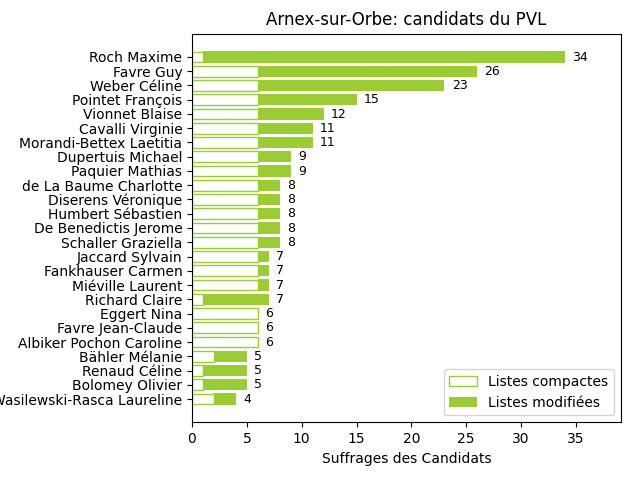 Arnex-sur-Orbe: candidats du PVL
Roch Maxime 34
Favre Guy 26
Weber Céline 23
Pointet François 15
Vionnet Blaise 12
Cavalli Virginie 11
Morandi-Bettex Laetitia 11
Dupertuis Michael 9
Paquier Mathias 9
de La Baume Charlotte 8
Diserens Véronique 8
Humbert Sébastien 8
De Benedictis Jerome 8
Schaller Graziella 8
Jaccard Sylvain 7
Fankhauser Carmen 7
Miéville Laurent 7
Richard Claire 7
Eggert Nina 6
Favre Jean-Claude 6
Albiker Pochon Caroline 6
Bähler Mélanie 5
Renaud Céline 5
Bolomey Olivier 5
Wasilewski-Rasca Laureline 4
Listes compactes
Listes modifiées
0 5 10 15 20 25 30 35
Suffrages des Candidats